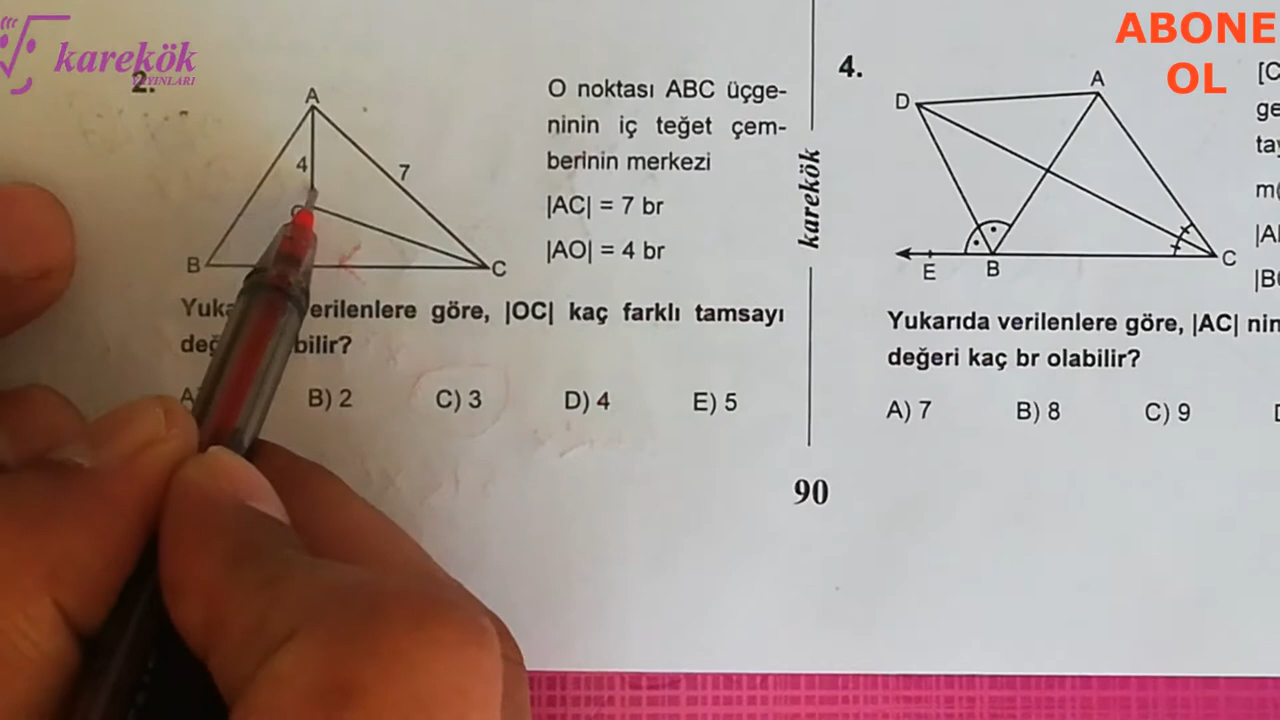 ABONE
OL
karekök
YAYINLARI
2.
A
4
7
B
C
O noktası ABC üçge-
ninin iç teğet çem-
berinin merkezi
|AC| = 7 br
|AO| = 4 br
erilenlere göre, |OC| kaç farklı tamsayı
bilir?
B) 2
C) 3
D) 4
E) 5
karekök
90
4.
D
A
E
B
C
[C
ge
tay
m(
|A
|B
Yukarıda verilenlere göre, |AC| nin
değeri kaç br olabilir?
A) 7
B) 8
C) 9